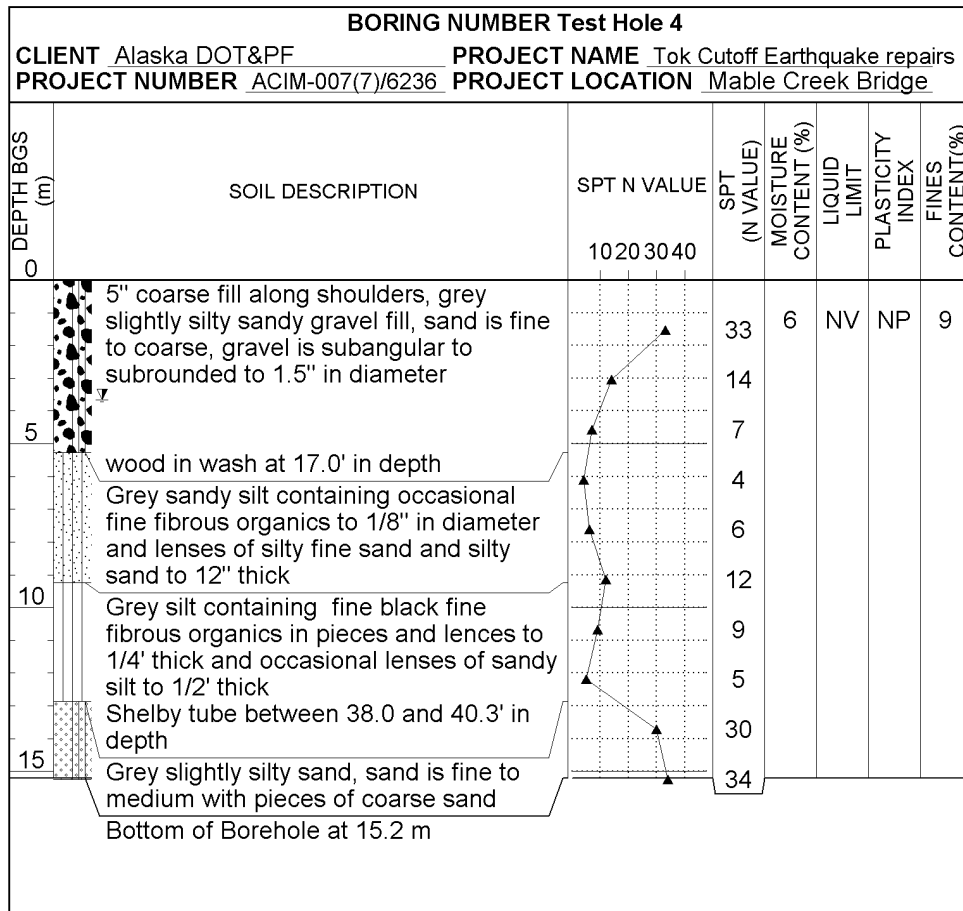 BORING NUMBER Test Hole 4
CLIENT Alaska DOT&PF PROJECT NAME Tok Cutoff Earthquake repairs
PROJECT NUMBER ACIM-007(7)/6236 PROJECT LOCATION Mable Creek Bridge
DEPTH BGS
(m)
SOIL DESCRIPTION
SPT N VALUE
10 20 30 40
SPT
(N VALUE)
MOISTURE
CONTENT (%)
LIQUID
LIMIT
PLASTICITY
INDEX
FINES
CONTENT(%)
0
5
10
15
5" coarse fill along shoulders, grey
slightly silty sandy gravel fill, sand is fine
to coarse, gravel is subangular to
subrounded to 1.5" in diameter
wood in wash at 17.0' in depth
Grey sandy silt containing occasional
fine fibrous organics to 1/8" in diameter
and lenses of silty fine sand and silty
sand to 12" thick
Grey silt containing fine black fine
fibrous organics in pieces and lences to
1/4' thick and occasional lenses of sandy
silt to 1/2' thick
Shelby tube between 38.0 and 40.3' in
depth
Grey slightly silty sand, sand is fine to
medium with pieces of coarse sand
Bottom of Borehole at 15.2 m
33
14
7
4
6
12
9
5
30
34
6
NV
NP
9